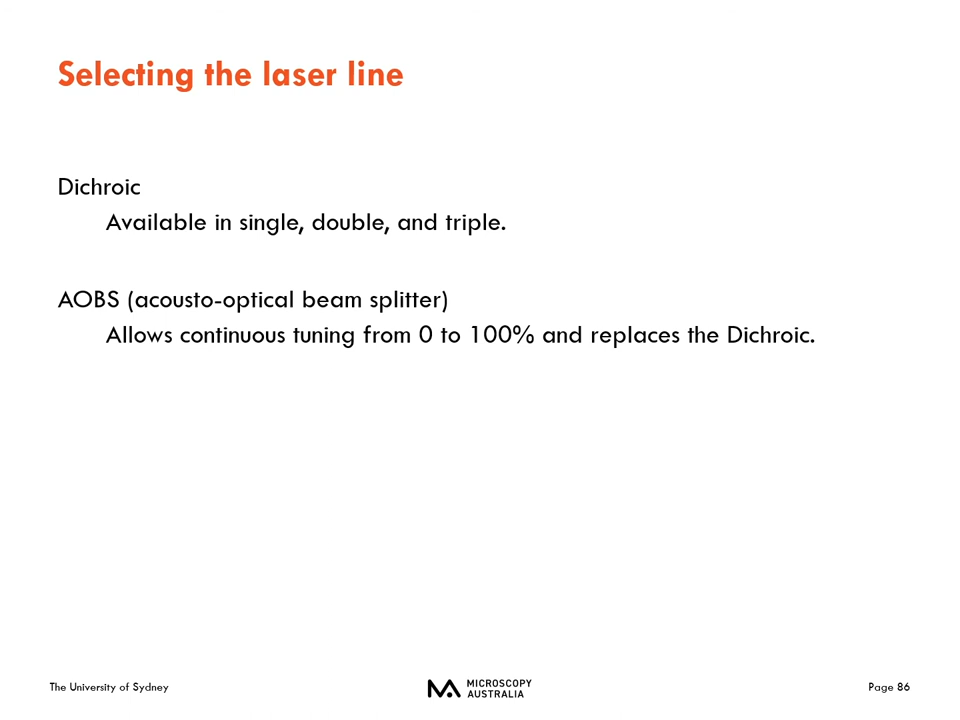 Selecting the laser line
Dichroic
Available in single, double, and triple.
AOBS (acousto-optical beam splitter)
Allows continuous tuning from 0 to 100% and replaces the Dichroic.
The University of Sydney
MICROSCOPY
AUSTRALIA
Page 86